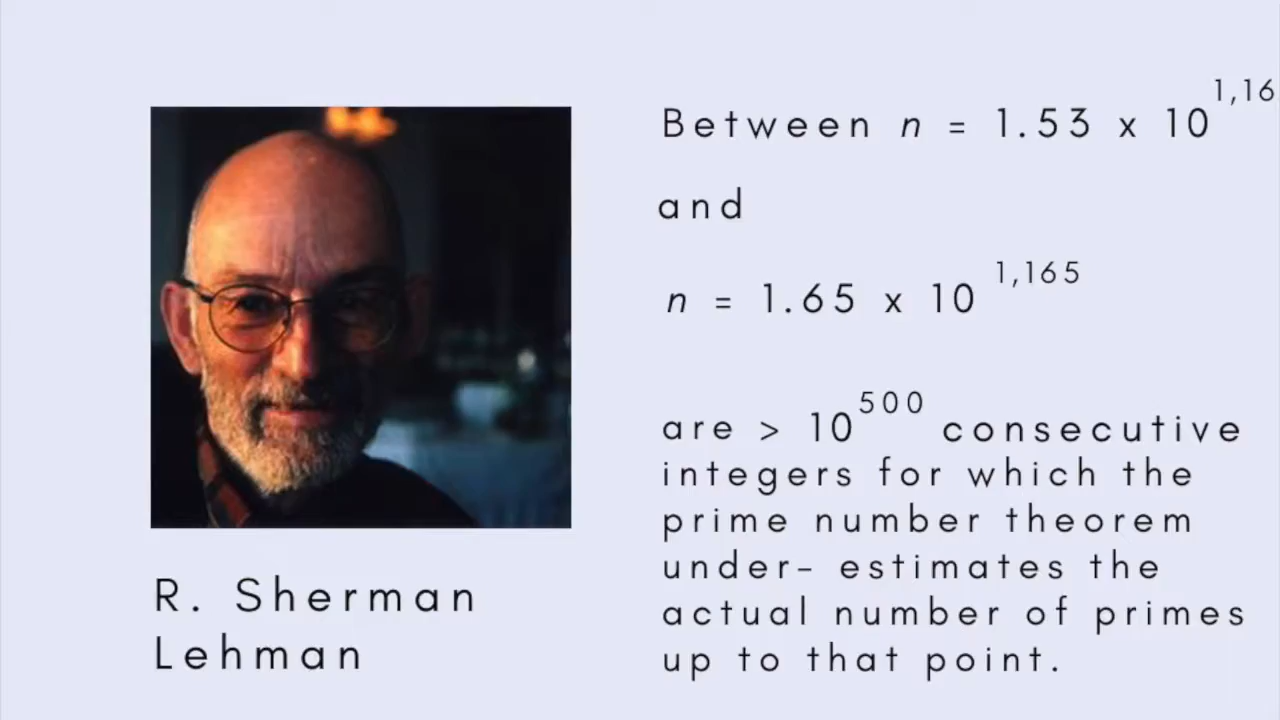 Between n = 1.53 x 10^1,16
and
n = 1.65 x 10^1,165
are > 10^500 consecutive
integers for which the
prime number theorem
under- estimates the
actual number of primes
up to that point.
R. Sherman
Lehman